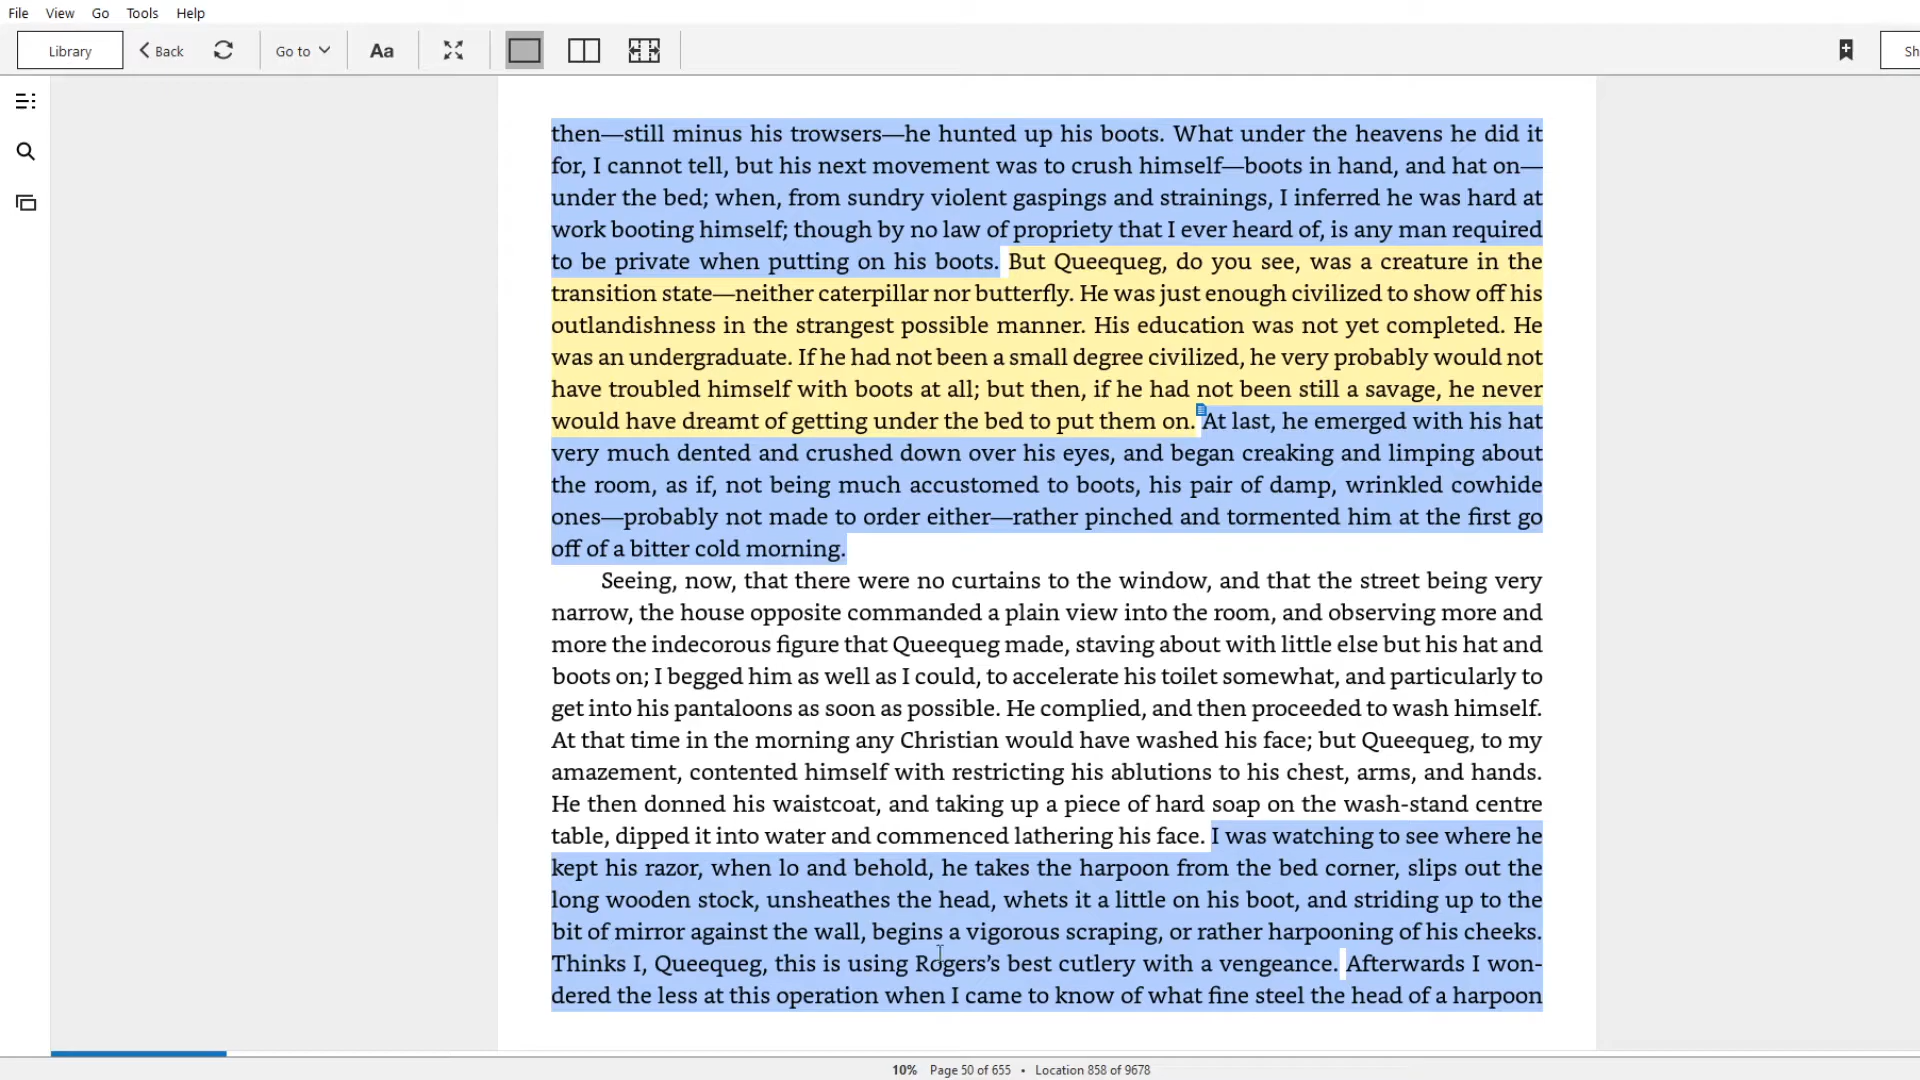 File View Go Tools Help
Library Back Go to Aa Sh
then—still minus his trowsers—he hunted up his boots. What under the heavens he did it
for, I cannot tell, but his next movement was to crush himself—boots in hand, and hat on—
under the bed; when, from sundry violent gaspings and strainings, I inferred he was hard at
work booting himself; though by no law of propriety that I ever heard of, is any man required
to be private when putting on his boots. But Queequeg, do you see, was a creature in the
transition state—neither caterpillar nor butterfly. He was just enough civilized to show off his
outlandishness in the strangest possible manner. His education was not yet completed. He
was an undergraduate. If he had not been a small degree civilized, he very probably would not
have troubled himself with boots at all; but then, if he had not been still a savage, he never
would have dreamt of getting under the bed to put them on. At last, he emerged with his hat
very much dented and crushed down over his eyes, and began creaking and limping about
the room, as if, not being much accustomed to boots, his pair of damp, wrinkled cowhide
ones—probably not made to order either—rather pinched and tormented him at the first go
off of a bitter cold morning.
Seeing, now, that there were no curtains to the window, and that the street being very
narrow, the house opposite commanded a plain view into the room, and observing more and
more the indecorous figure that Queequeg made, staving about with little else but his hat and
boots on; I begged him as well as I could, to accelerate his toilet somewhat, and particularly to
get into his pantaloons as soon as possible. He complied, and then proceeded to wash himself.
At that time in the morning any Christian would have washed his face; but Queequeg, to my
amazement, contented himself with restricting his ablutions to his chest, arms, and hands.
He then donned his waistcoat, and taking up a piece of hard soap on the wash-stand centre
table, dipped it into water and commenced lathering his face. I was watching to see where he
kept his razor, when lo and behold, he takes the harpoon from the bed corner, slips out the
long wooden stock, unsheathes the head, whets it a little on his boot, and striding up to the
bit of mirror against the wall, begins a vigorous scraping, or rather harpooning of his cheeks.
Thinks I, Queequeg, this is using Rogers’s best cutlery with a vengeance. Afterwards I won-
dered the less at this operation when I came to know of what fine steel the head of a harpoon
10% Page 50 of 655 • Location 858 of 9678